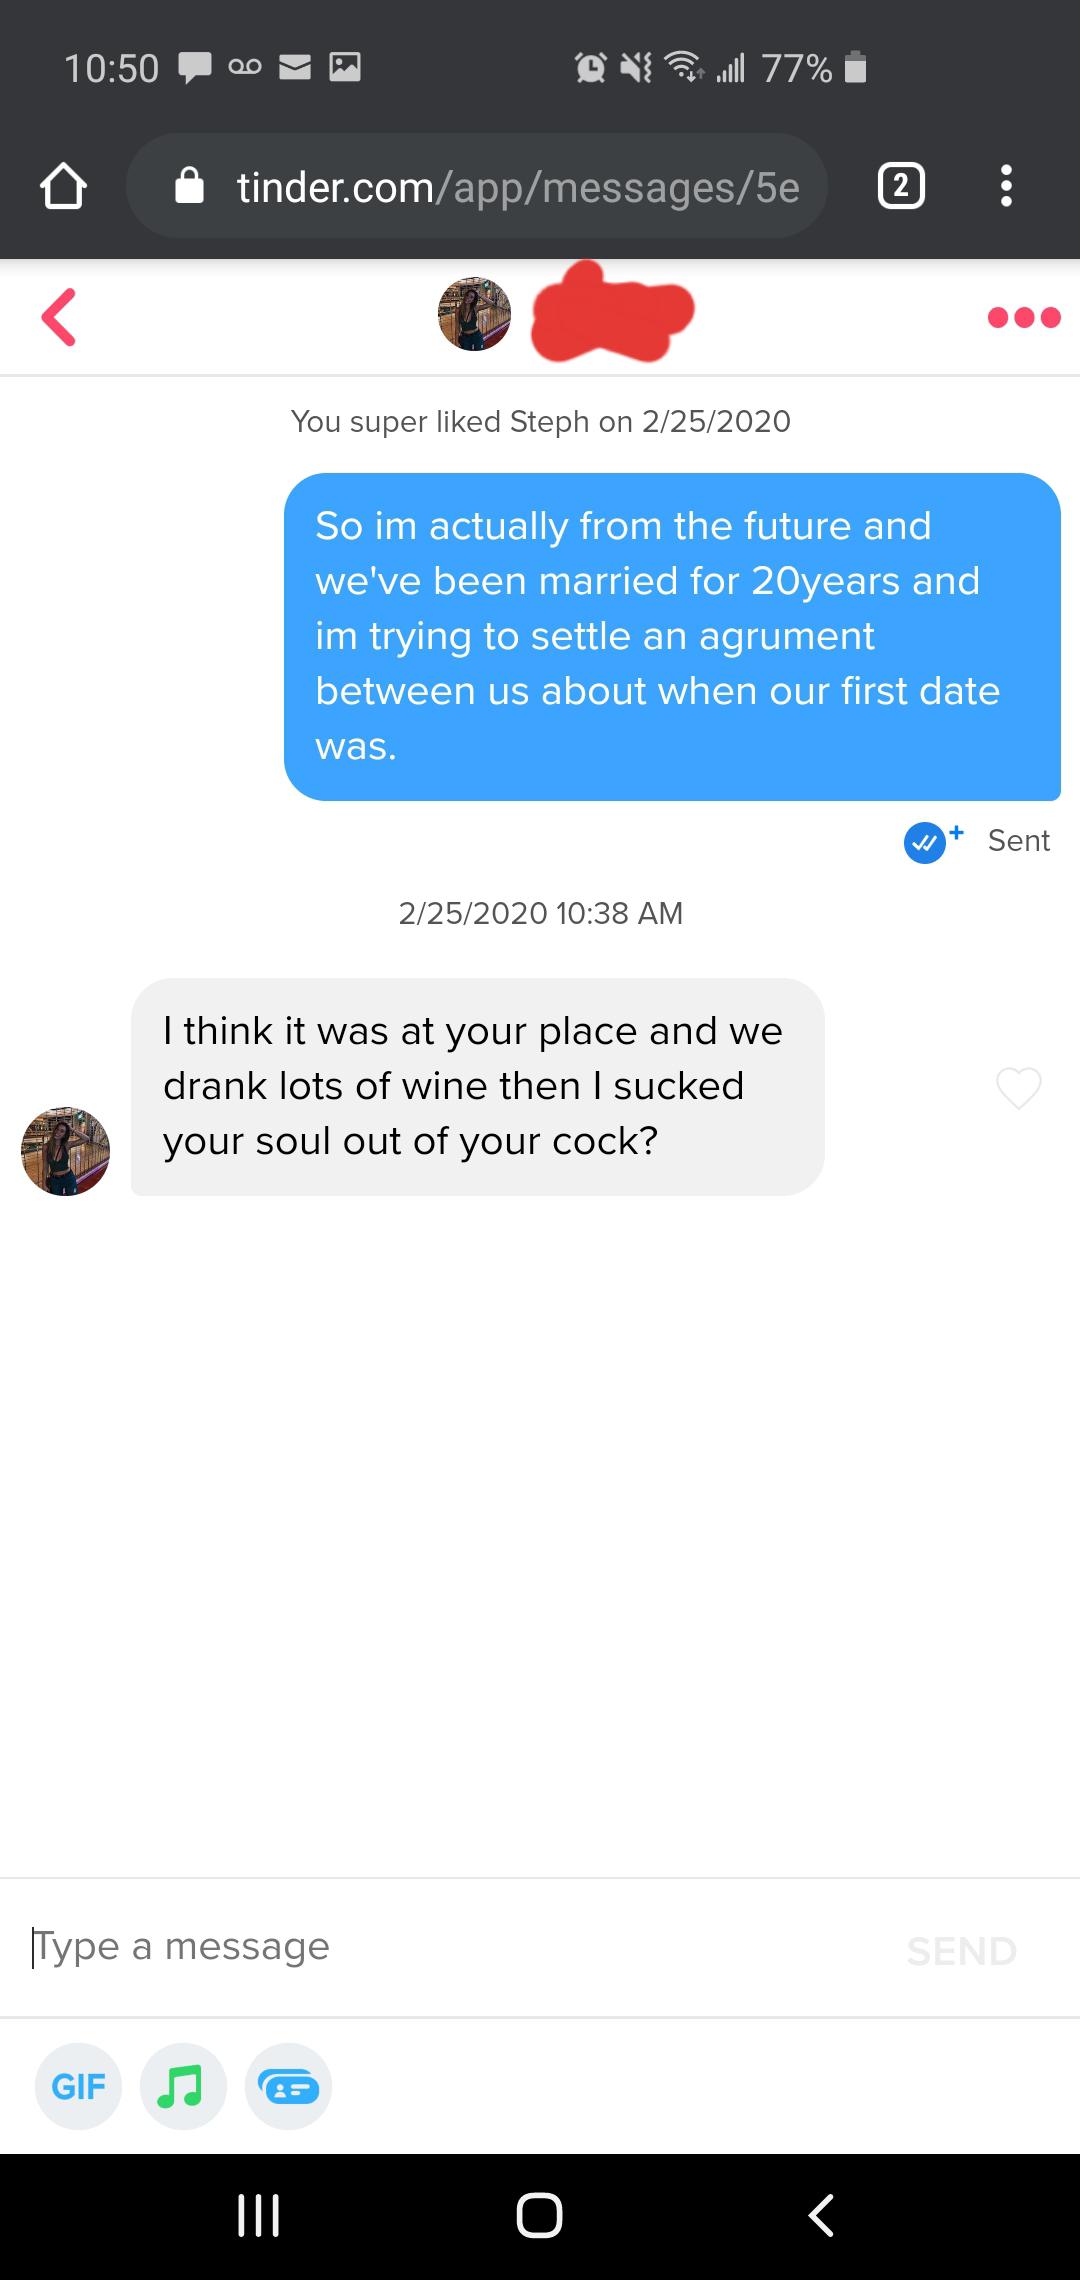 10:50
77%
tinder.com/app/messages/5e
2
You super liked Steph on 2/25/2020
So im actually from the future and
we've been married for 20years and
im trying to settle an agrument
between us about when our first date
was.
Sent
2/25/2020 10:38 AM
I think it was at your place and we
drank lots of wine then I sucked
your soul out of your cock?
Type a message
SEND
GIF